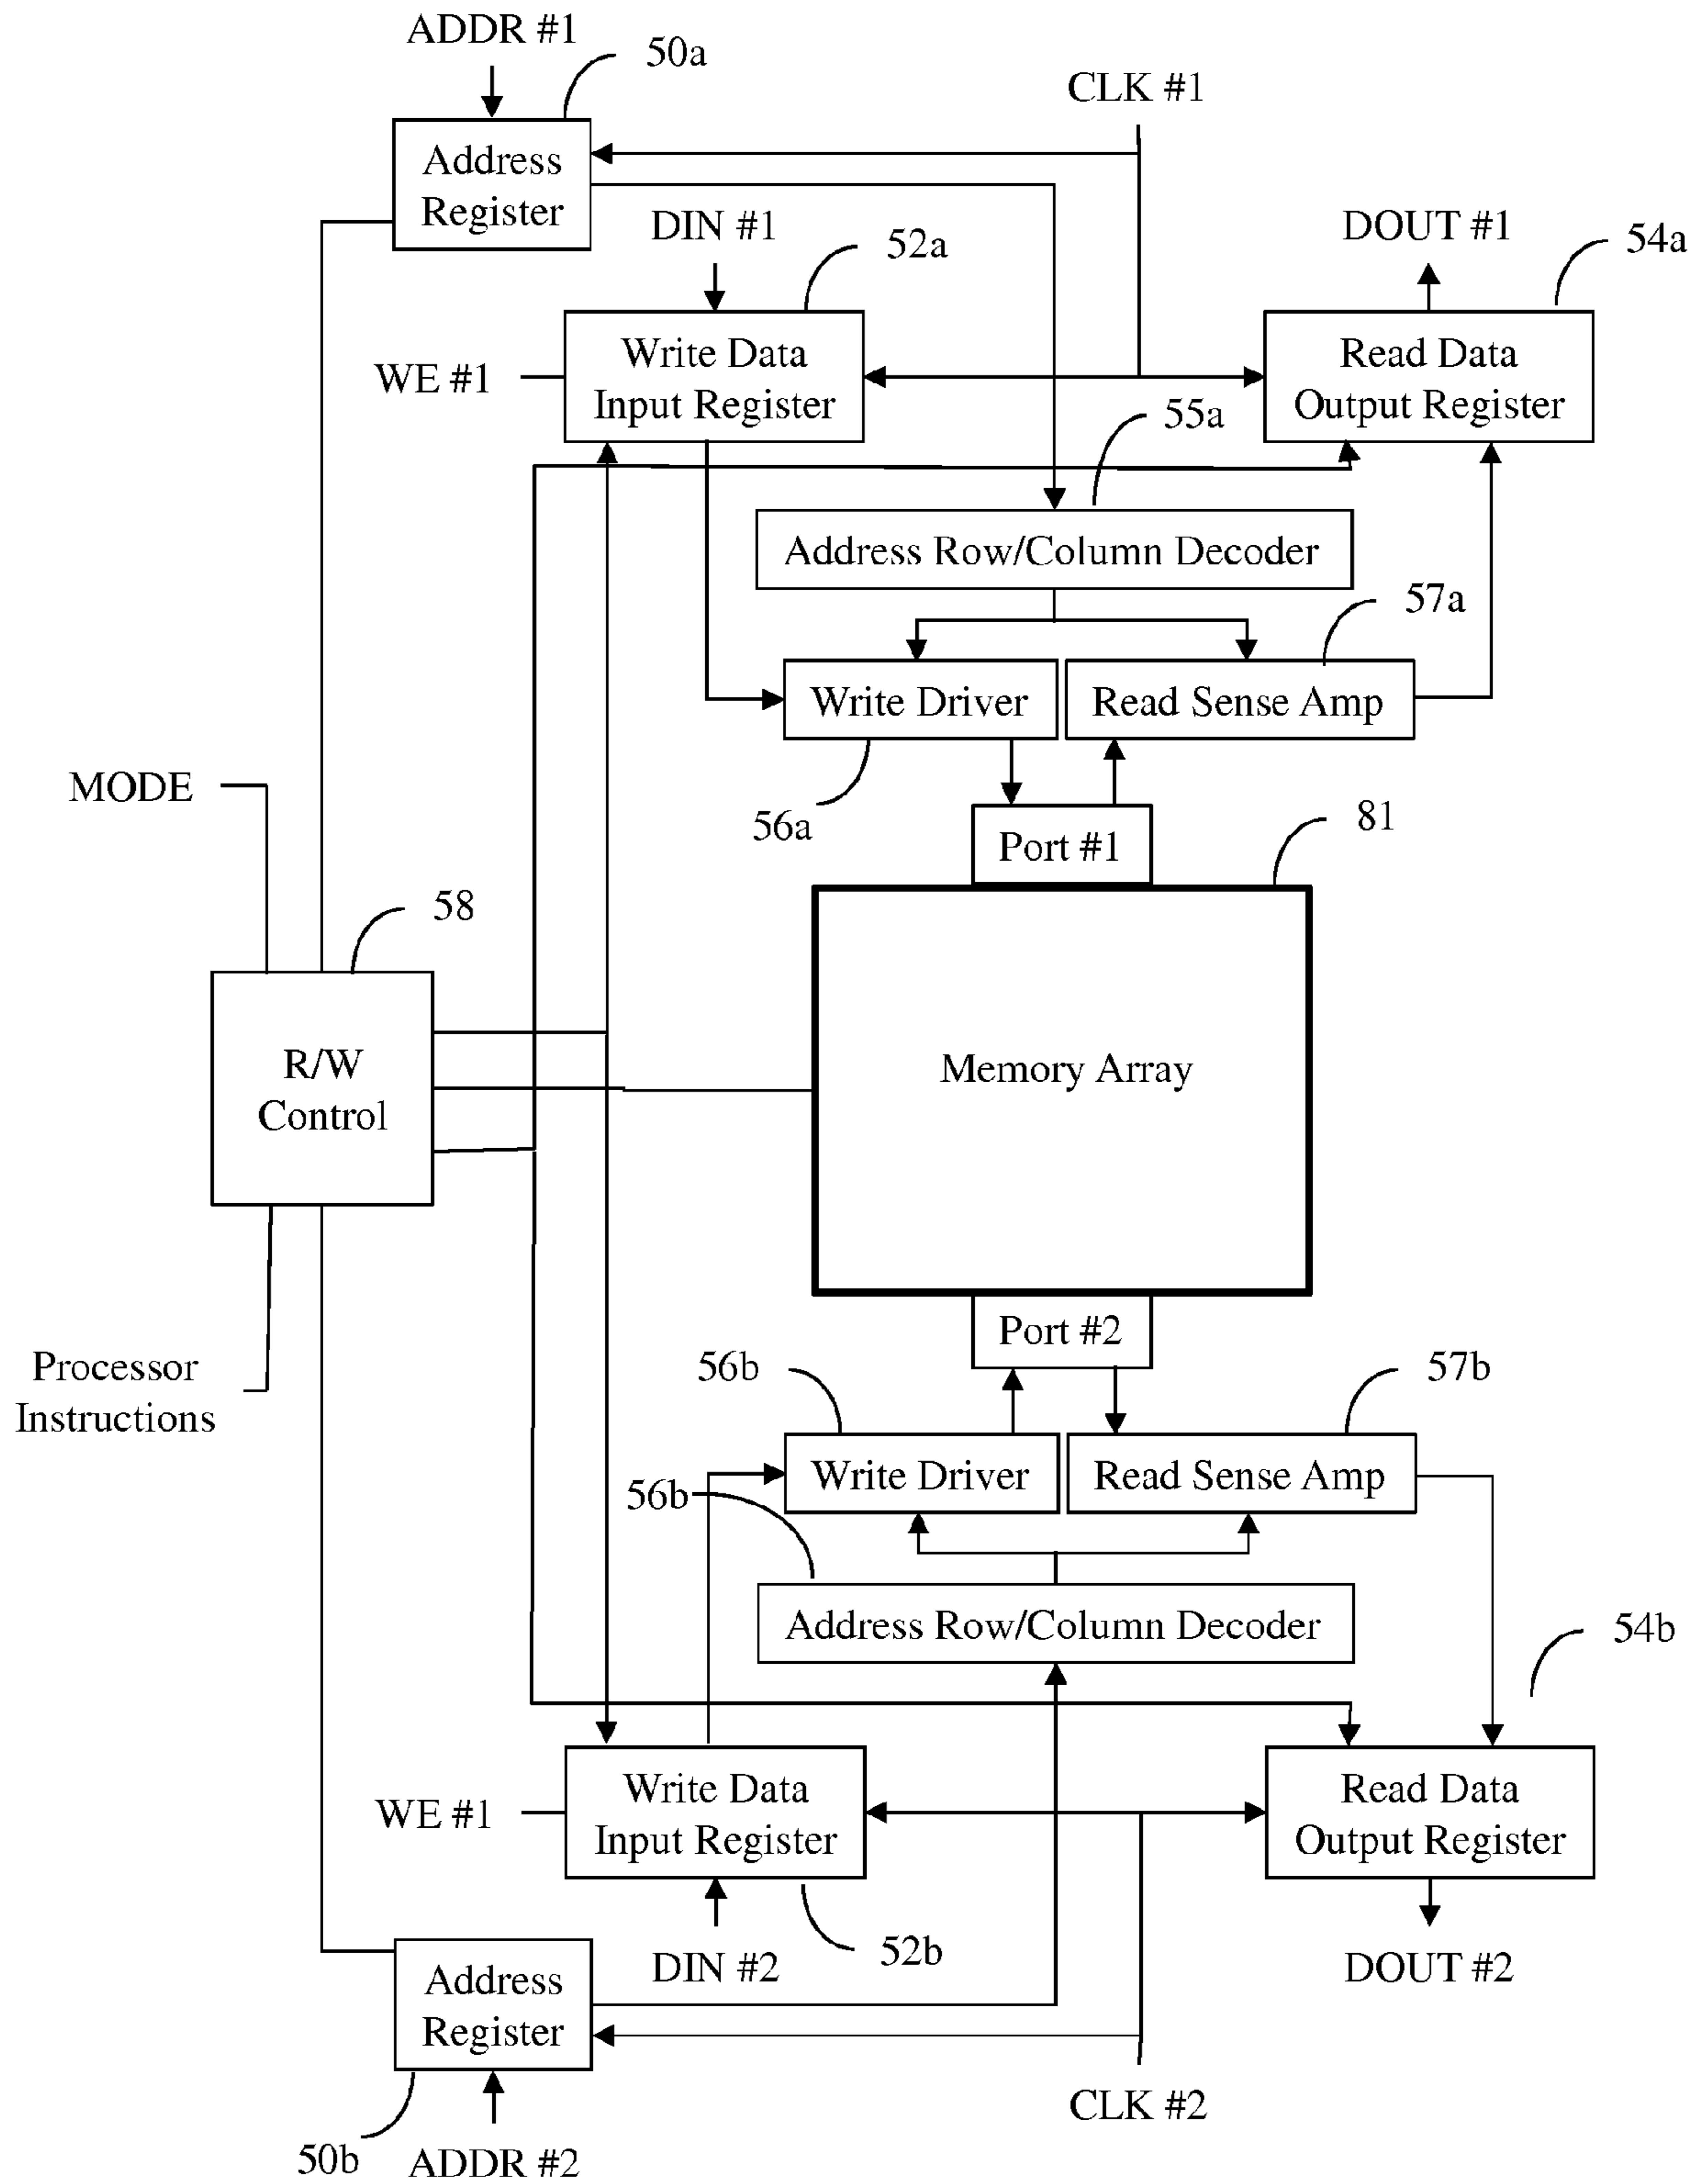 ADDR #1
50a
CLK #1
Address
Register
DIN #1
52a
DOUT #1
54a
WE #1
Write Data
Input Register
Read Data
Output Register
55a
Address Row/Column Decoder
57a
Write Driver
Read Sense Amp
MODE
56a
Port #1
81
58
R/W
Control
Memory Array
Port #2
Processor
Instructions
56b
57b
Write Driver
Read Sense Amp
56b
Address Row/Column Decoder
54b
WE #1
Write Data
Input Register
Read Data
Output Register
DIN #2
52b
DOUT #2
Address
Register
CLK #2
50b
ADDR #2